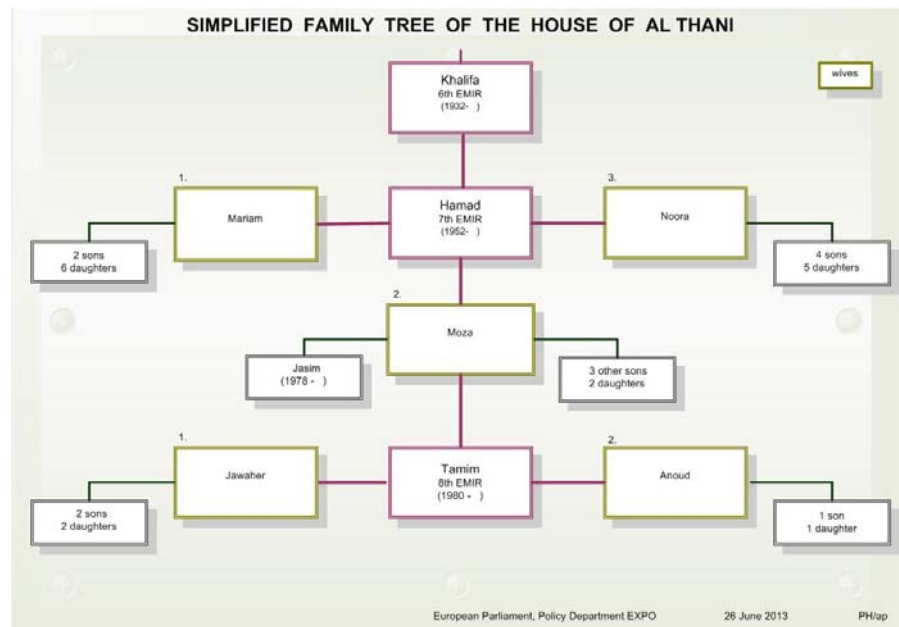 SIMPLIFIED FAMILY TREE OF THE HOUSE OF AL THANI
Khalifa
6th EMIR
(1932- )
wives
1.
Mariam
2 sons
6 daughters
Hamad
7th EMIR
(1952- )
3.
Noora
4 sons
5 daughters
2.
Moza
Jasim
(1978 - )
3 other sons
2 daughters
1.
Jawaher
2 sons
2 daughters
Tamim
8th EMIR
(1980 - )
2.
Anoud
1 son
1 daughter
European Parliament, Policy Department EXPO 26 June 2013 PH/ap